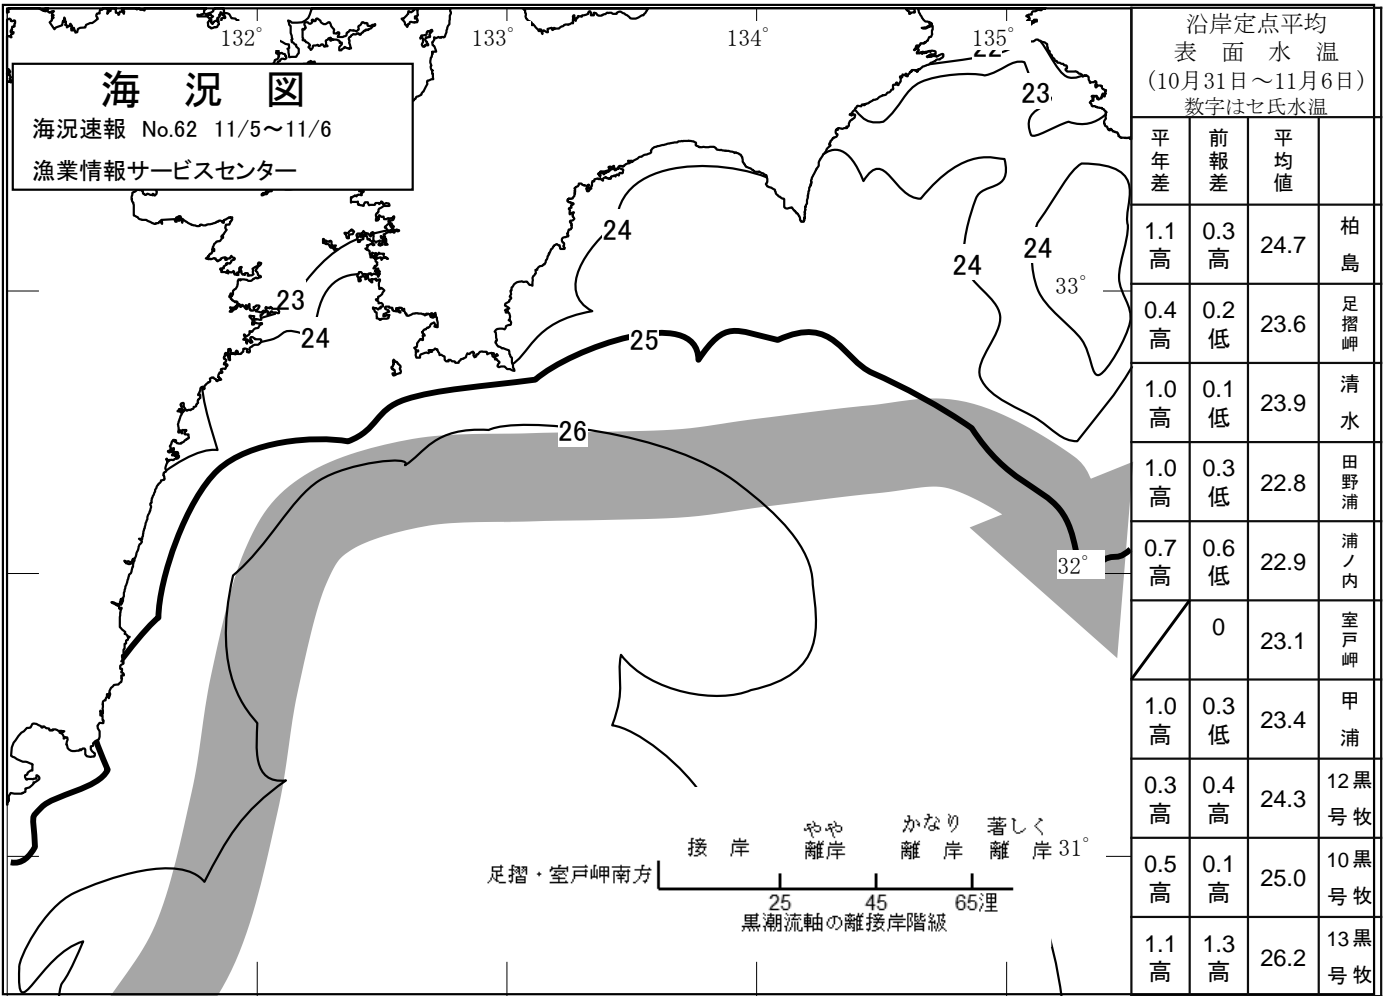 132°
133°
134°
135°
海況図
海況速報 No.62 11/5～11/6
漁業情報サービスセンター
22
23
23
24
24
24
24
25
26
33°
32°
31°
接岸
やや離岸
かなり離岸
著しく離岸
足摺・室戸岬南方
25 45 65浬
黒潮流軸の離接岸階級
沿岸定点平均
表面水温
(10月31日～11月6日)
数字はセ氏水温
平年差 前報差 平均値
1.1高 0.3高 24.7 柏島
0.4高 0.2低 23.6 足摺岬
1.0高 0.1低 23.9 清水
1.0高 0.3低 22.8 田野浦
0.7高 0.6低 22.9 浦ノ内
0 23.1 室戸岬
1.0高 0.3低 23.4 甲浦
0.3高 0.4高 24.3 黒牧12号
0.5高 0.1高 25.0 黒牧10号
1.1高 1.3高 26.2 黒牧13号